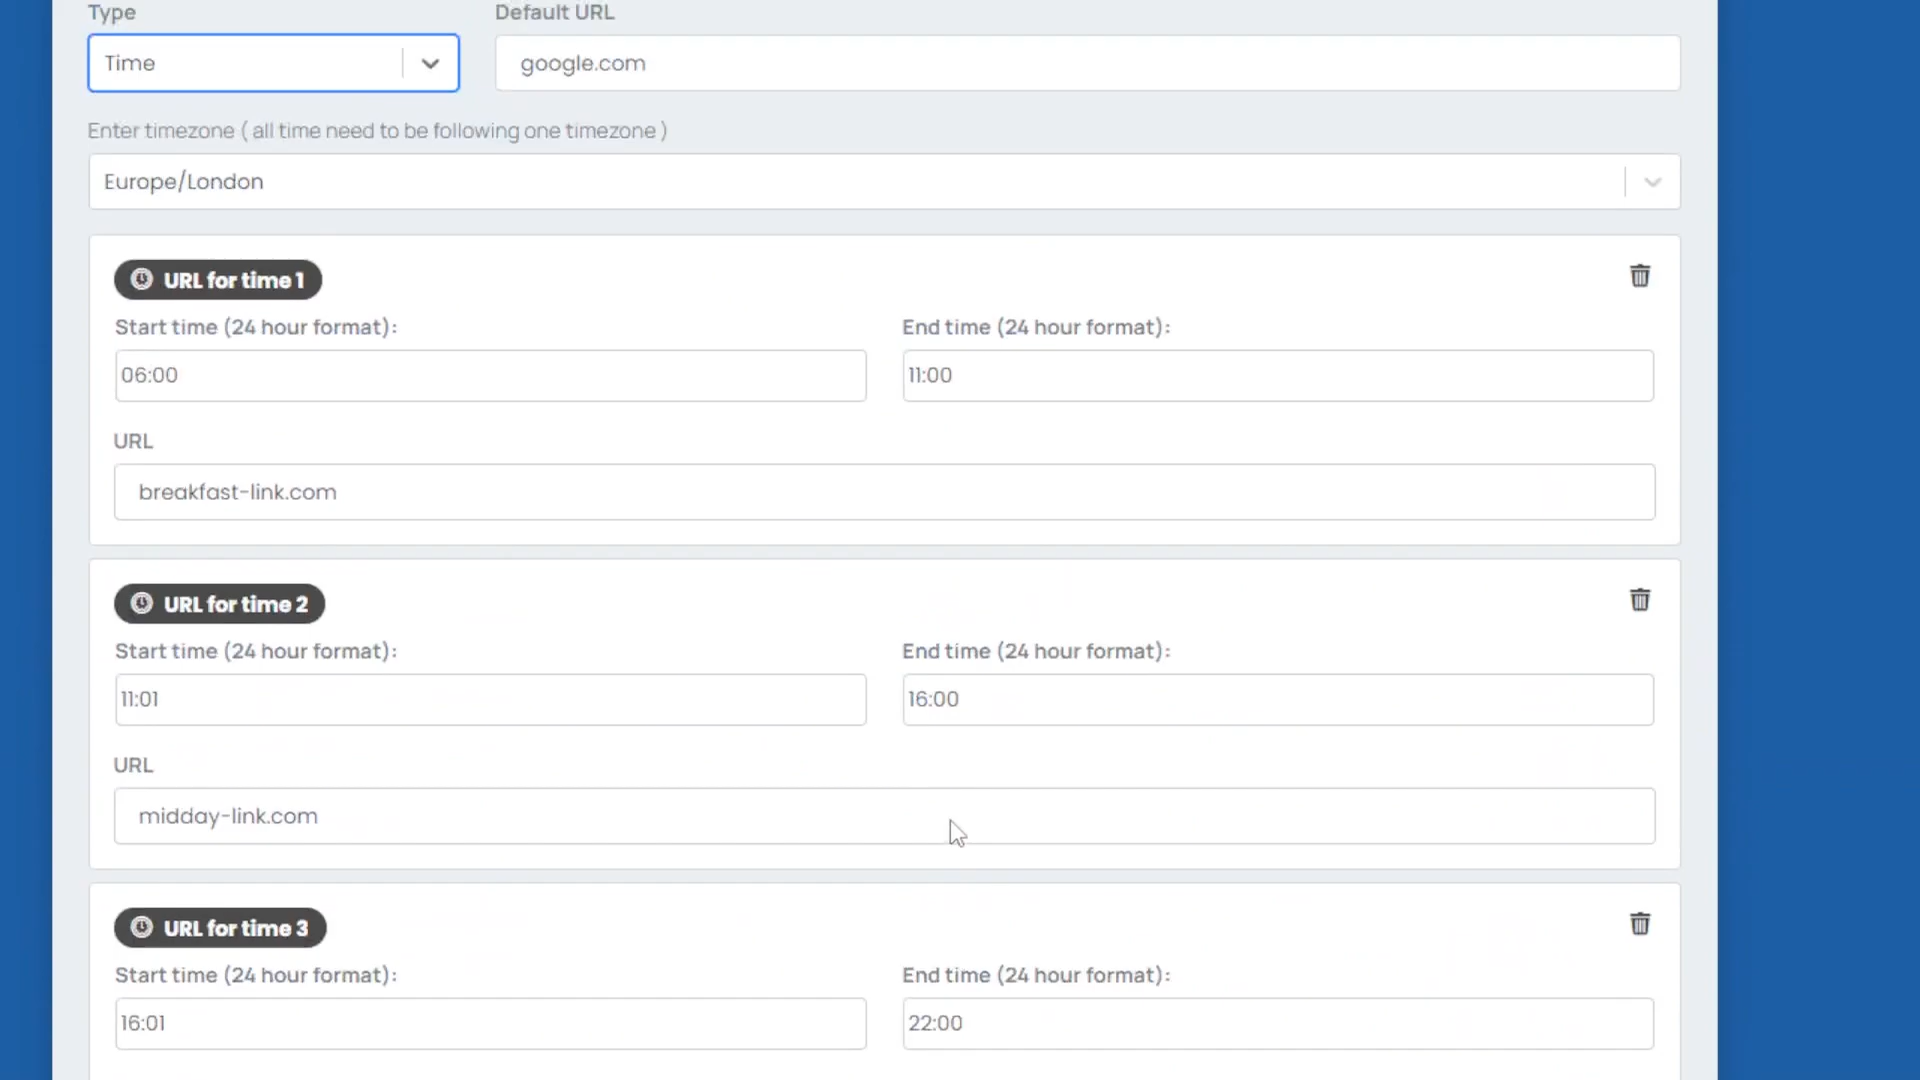 Type
Default URL
Time
google.com
Enter timezone ( all time need to be following one timezone )
Europe/London
URL for time 1
Start time (24 hour format):
End time (24 hour format):
06:00
11:00
URL
breakfast-link.com
URL for time 2
Start time (24 hour format):
End time (24 hour format):
11:01
16:00
URL
midday-link.com
URL for time 3
Start time (24 hour format):
End time (24 hour format):
16:01
22:00